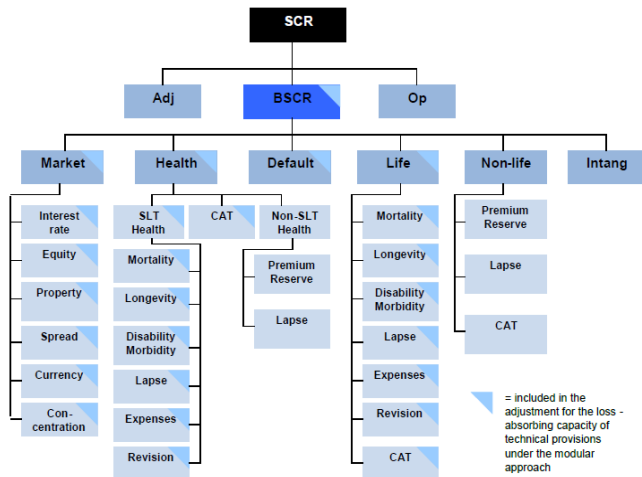 SCR
Adj
BSCR
Op
Market
Health
Default
Life
Non-life
Intang
Interest
rate
Equity
Property
Spread
Currency
Con-
centration
SLT
Health
Mortality
Longevity
Disability
Morbidity
Lapse
Expenses
Revision
CAT
Non-SLT
Health
Premium
Reserve
Lapse
Mortality
Longevity
Disability
Morbidity
Lapse
Expenses
Revision
CAT
Premium
Reserve
Lapse
CAT
= included in the
adjustment for the loss -
absorbing capacity of
technical provisions
under the modular
approach